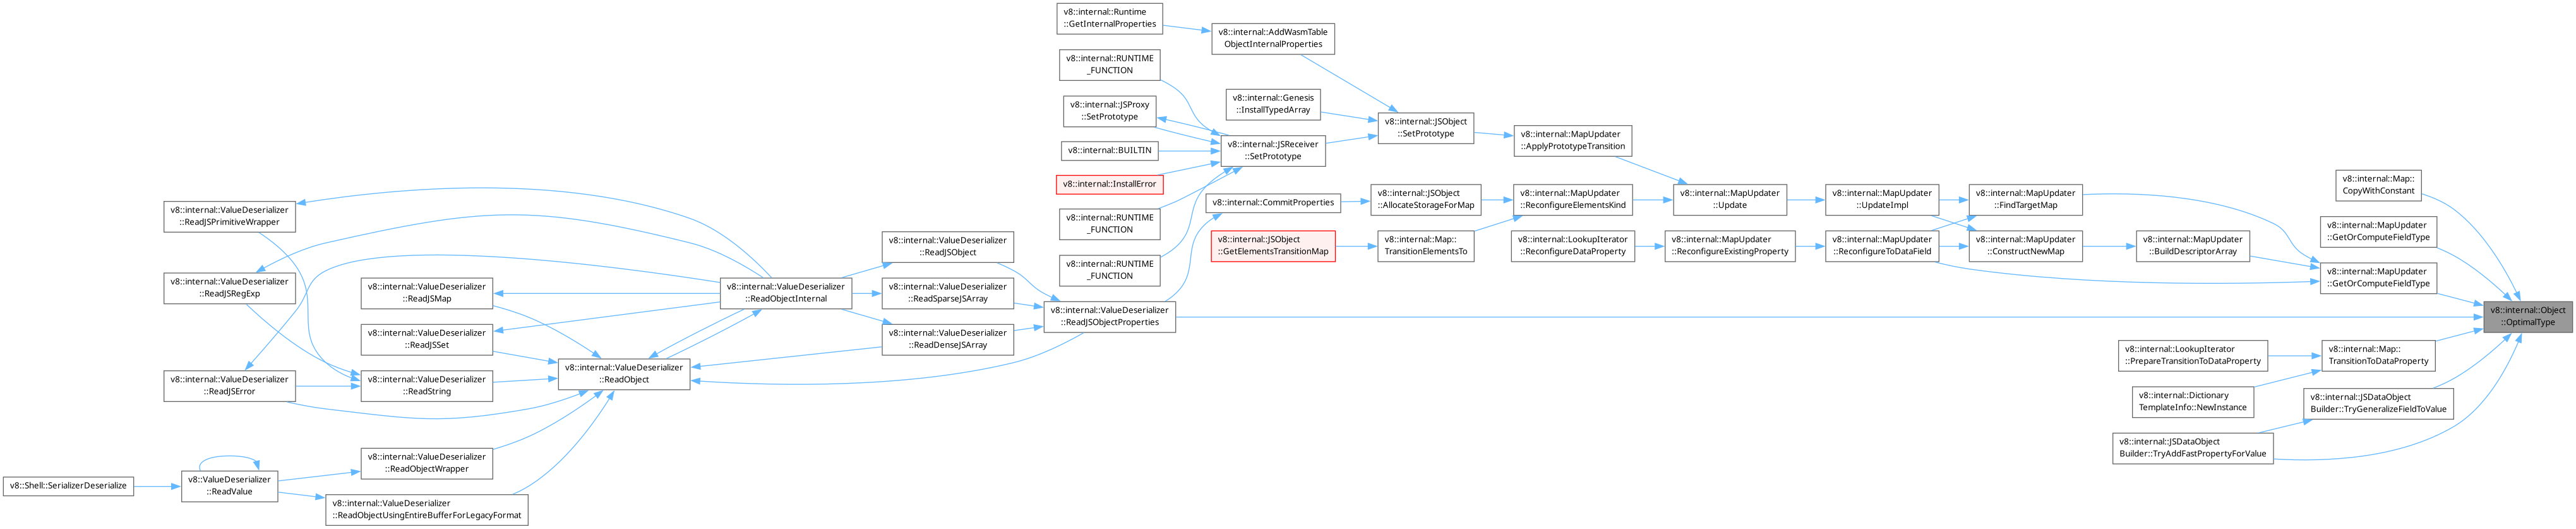 v8::internal::Runtime
::GetInternalProperties
v8::internal::AddWasmTable
ObjectInternalProperties
v8::internal::RUNTIME
_FUNCTION
v8::internal::Genesis
::InstallTypedArray
v8::internal::JSProxy
::SetPrototype
v8::internal::JSObject
::SetPrototype
v8::internal::MapUpdater
::ApplyPrototypeTransition
v8::internal::BUILTIN
v8::internal::JSReceiver
::SetPrototype
v8::internal::InstallError
v8::internal::Map::
CopyWithConstant
v8::internal::ValueDeserializer
::ReadJSPrimitiveWrapper
v8::internal::RUNTIME
_FUNCTION
v8::internal::CommitProperties
v8::internal::JSObject
::AllocateStorageForMap
v8::internal::MapUpdater
::ReconfigureElementsKind
v8::internal::MapUpdater
::Update
v8::internal::MapUpdater
::UpdateImpl
v8::internal::MapUpdater
::FindTargetMap
v8::internal::MapUpdater
::GetOrComputeFieldType
v8::internal::ValueDeserializer
::ReadJSObject
v8::internal::RUNTIME
_FUNCTION
v8::internal::JSObject
::GetElementsTransitionMap
v8::internal::Map::
TransitionElementsTo
v8::internal::LookupIterator
::ReconfigureDataProperty
v8::internal::MapUpdater
::ReconfigureExistingProperty
v8::internal::MapUpdater
::ReconfigureToDataField
v8::internal::MapUpdater
::ConstructNewMap
v8::internal::MapUpdater
::BuildDescriptorArray
v8::internal::MapUpdater
::GetOrComputeFieldType
v8::internal::ValueDeserializer
::ReadJSRegExp
v8::internal::ValueDeserializer
::ReadJSMap
v8::internal::ValueDeserializer
::ReadObjectInternal
v8::internal::ValueDeserializer
::ReadSparseJSArray
v8::internal::ValueDeserializer
::ReadJSObjectProperties
v8::internal::Object
::OptimalType
v8::internal::ValueDeserializer
::ReadJSSet
v8::internal::ValueDeserializer
::ReadDenseJSArray
v8::internal::LookupIterator
::PrepareTransitionToDataProperty
v8::internal::Map::
TransitionToDataProperty
v8::internal::ValueDeserializer
::ReadJSError
v8::internal::ValueDeserializer
::ReadString
v8::internal::ValueDeserializer
::ReadObject
v8::internal::Dictionary
TemplateInfo::NewInstance
v8::internal::JSDataObject
Builder::TryGeneralizeFieldToValue
v8::internal::JSDataObject
Builder::TryAddFastPropertyForValue
v8::Shell::SerializerDeserialize
v8::ValueDeserializer
::ReadValue
v8::internal::ValueDeserializer
::ReadObjectWrapper
v8::internal::ValueDeserializer
::ReadObjectUsingEntireBufferForLegacyFormat